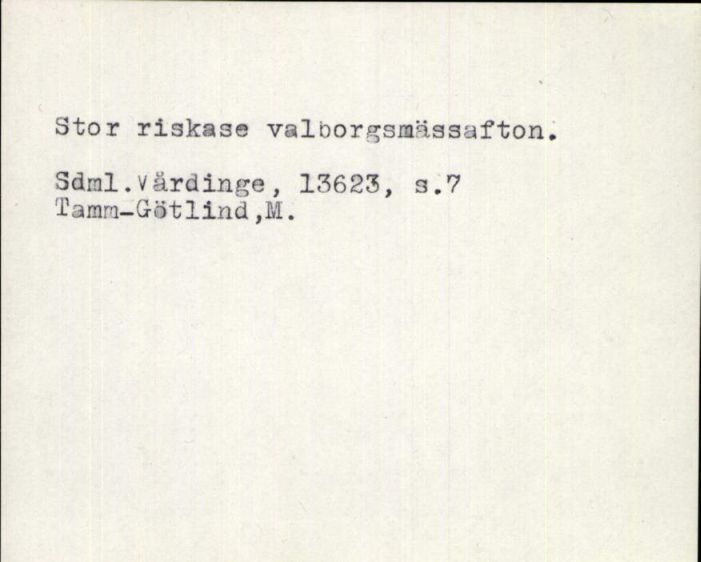 Stor riskase valborgsmässafton.
Sdml.Vårdinge, 13623, s.7
Tamm-Götlind,M.